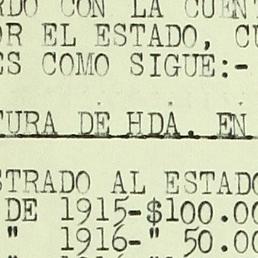 RDO CON LA CUENT
OR EL ESTADO, CU
ES COMO SIGUE:-
TURA DE HDA. EN
STRADO AL ESTADO
DE 1915-$100.00
" 1916-" 50.00